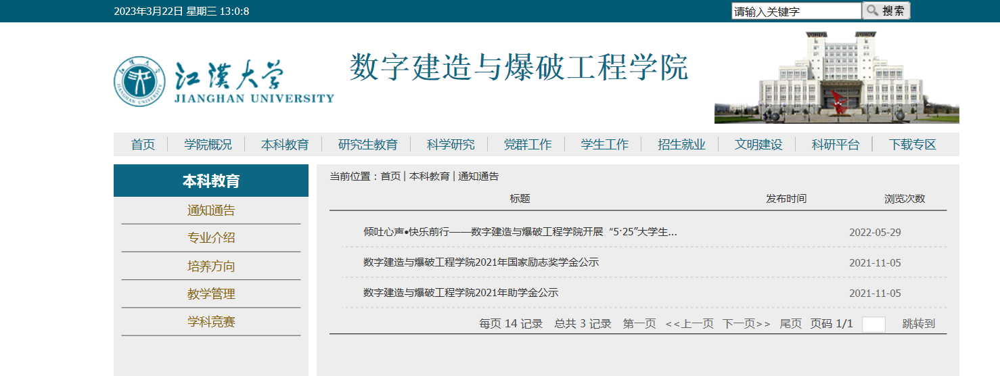 2023年3月22日 星期三 13:0:8
请输入关键字 搜索
江漢大学
JIANGHAN UNIVERSITY
数字建造与爆破工程学院
首页 学院概况 本科教育 研究生教育 科学研究 党群工作 学生工作 招生就业 文明建设 科研平台 下载专区
本科教育
通知通告
专业介绍
培养方向
教学管理
学科竞赛
当前位置：首页 | 本科教育 | 通知通告
标题 发布时间 浏览次数
倾吐心声•快乐前行——数字建造与爆破工程学院开展“5·25”大学生... 2022-05-29
数字建造与爆破工程学院2021年国家励志奖学金公示 2021-11-05
数字建造与爆破工程学院2021年助学金公示 2021-11-05
每页 14 记录 总共 3 记录 第一页 <<上一页 下一页>> 尾页 页码 1/1 跳转到